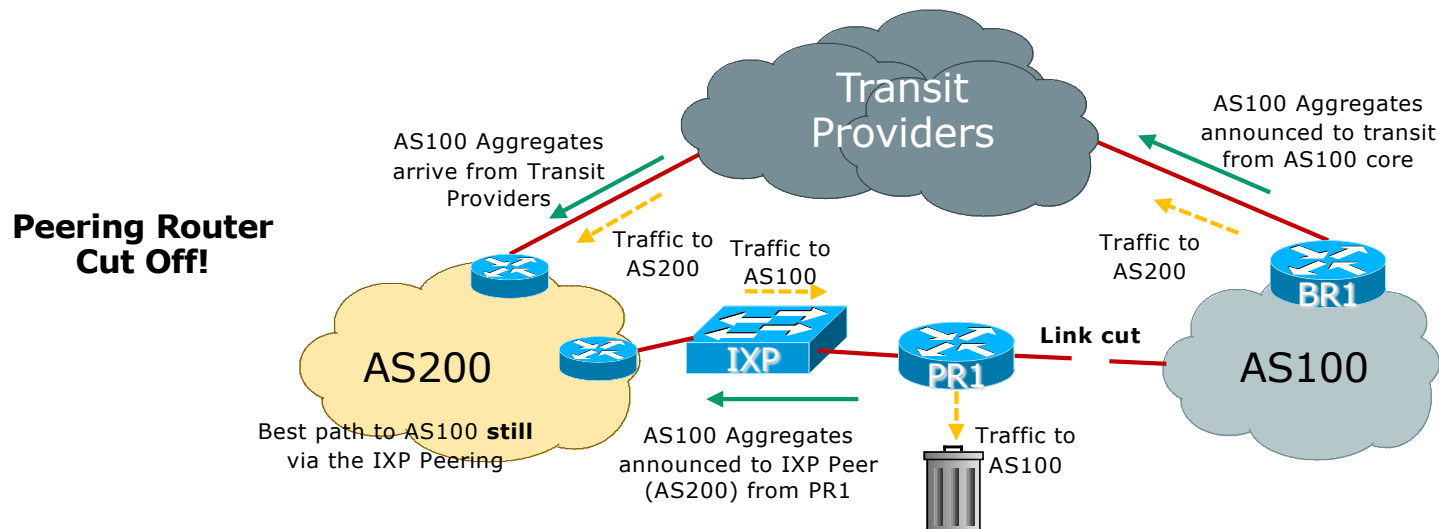 Peering Router
Cut Off!
Transit
Providers
AS100 Aggregates
announced to transit
from AS100 core
AS100 Aggregates
arrive from Transit
Providers
Traffic to
AS200
Traffic to
AS100
Traffic to
AS200
BR1
Link cut
AS200
IXP
PR1
AS100
Best path to AS100 still
via the IXP Peering
AS100 Aggregates
announced to IXP Peer
(AS200) from PR1
Traffic to
AS100